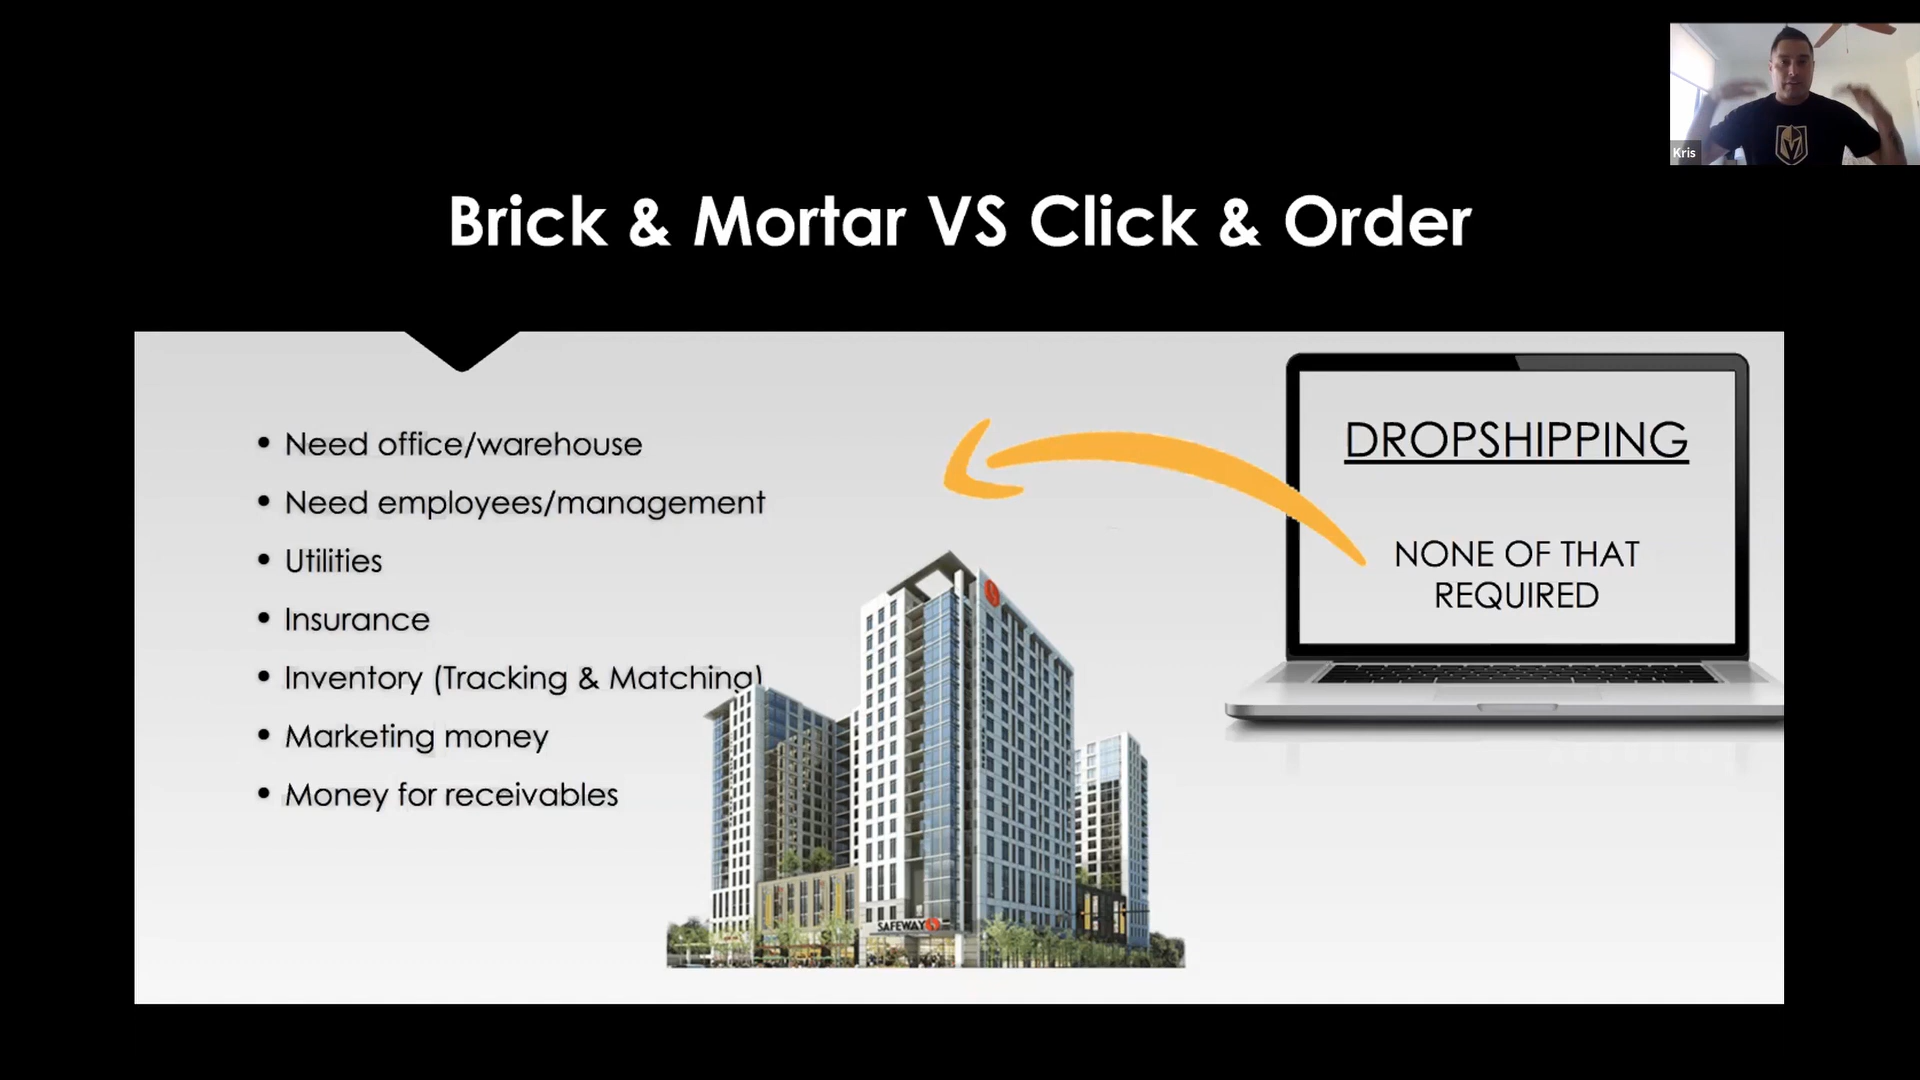 Kris
Brick & Mortar VS Click & Order
• Need office/warehouse
• Need employees/management
• Utilities
• Insurance
• Inventory (Tracking & Matching)
• Marketing money
• Money for receivables
DROPSHIPPING
NONE OF THAT
REQUIRED
SAFEWAY